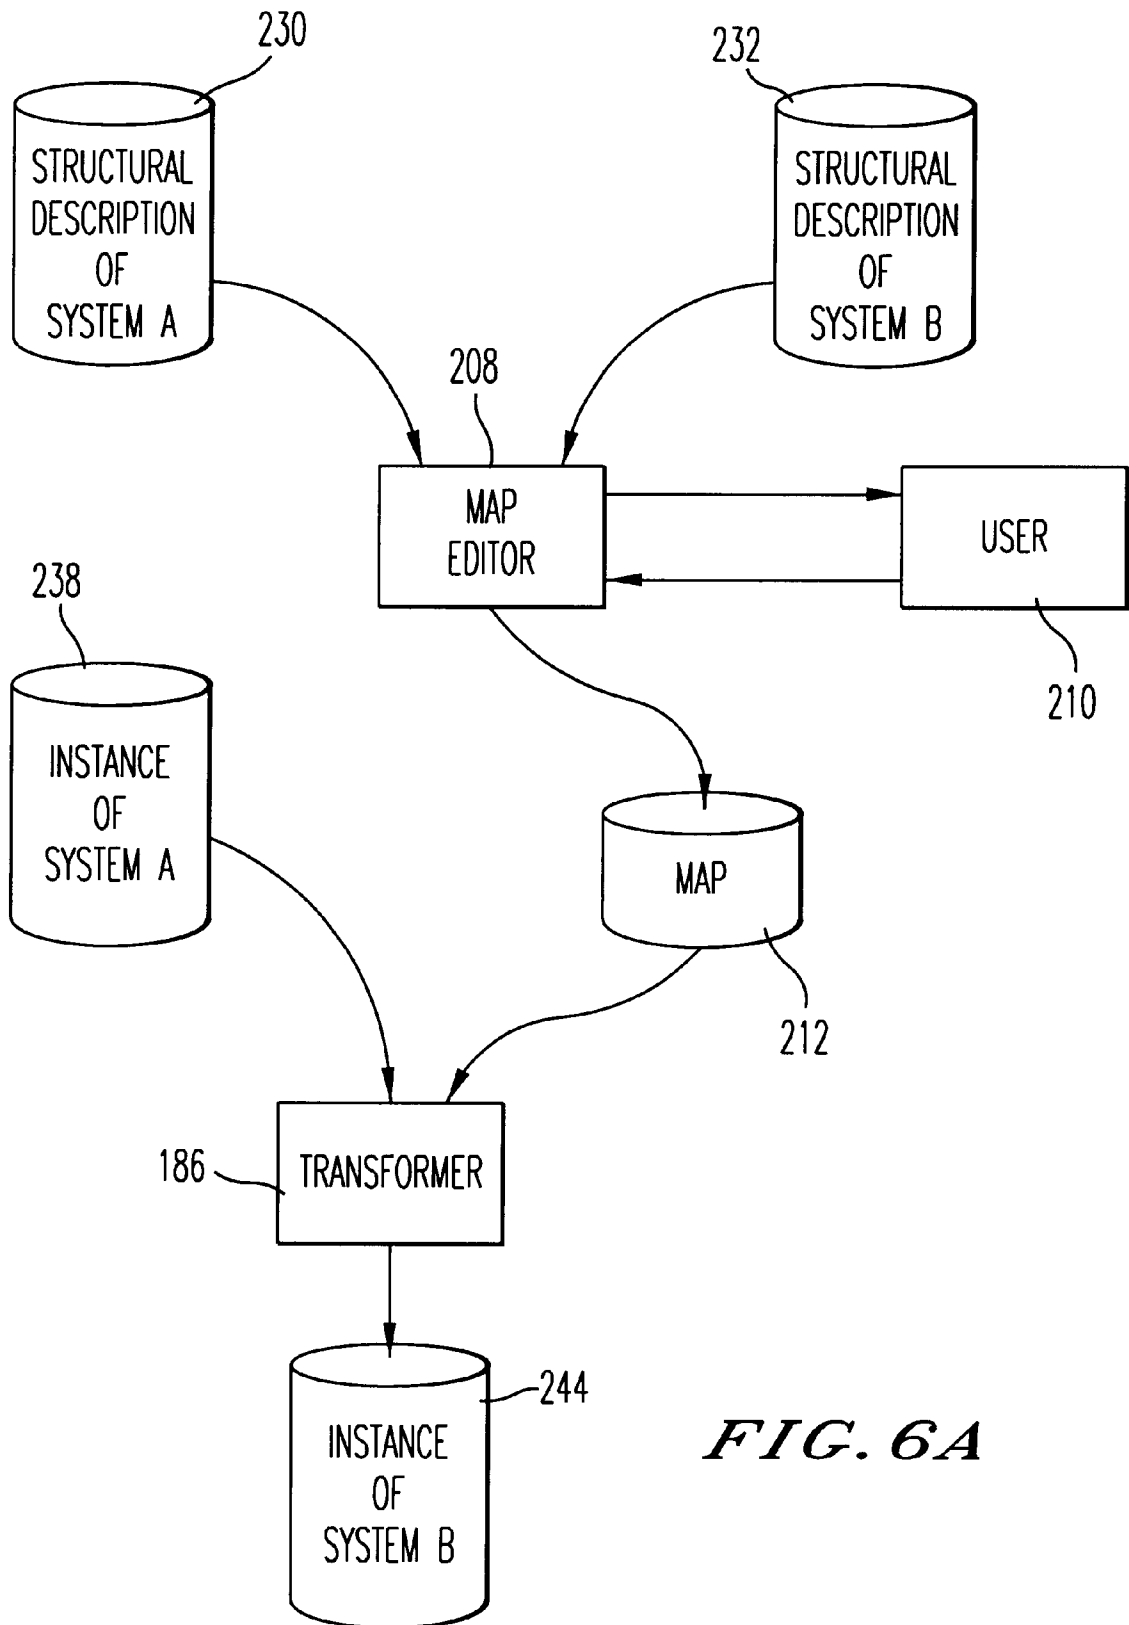 230
232
STRUCTURAL
DESCRIPTION
OF
SYSTEM A
STRUCTURAL
DESCRIPTION
OF
SYSTEM B
208
MAP
EDITOR
USER
210
238
INSTANCE
OF
SYSTEM A
MAP
212
186
TRANSFORMER
244
INSTANCE
OF
SYSTEM B
FIG. 6A